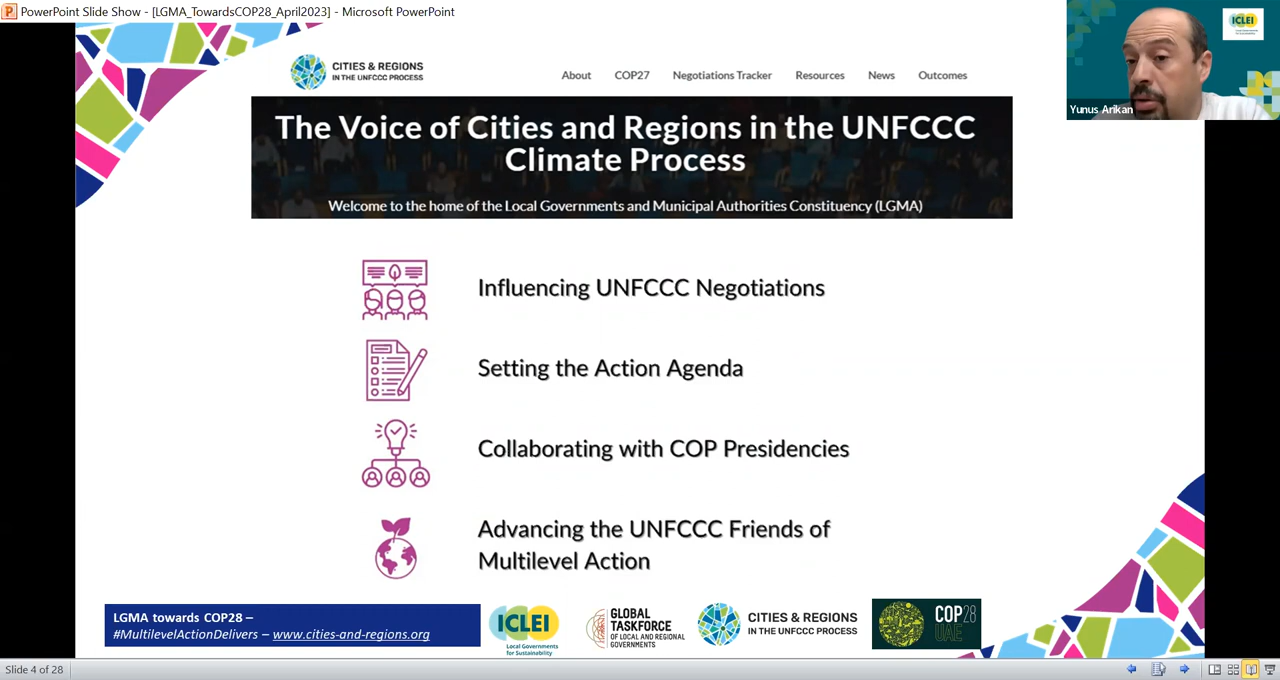 PowerPoint Slide Show - [LGMA_TowardsCOP28_April2023] - Microsoft PowerPoint
ICLEI
Yunus Arikan
CITIES & REGIONS
IN THE UNFCCC PROCESS
About COP27 Negotiations Tracker Resources News Outcomes
The Voice of Cities and Regions in the UNFCCC
Climate Process
Welcome to the home of the Local Governments and Municipal Authorities Constituency (LGMA)
Influencing UNFCCC Negotiations
Setting the Action Agenda
Collaborating with COP Presidencies
Advancing the UNFCCC Friends of
Multilevel Action
LGMA towards COP28 –
#MultilevelActionDelivers – www.cities-and-regions.org
ICLEI
Local Governments
for Sustainability
GLOBAL
TASKFORCE
OF LOCAL AND REGIONAL
GOVERNMENTS
CITIES & REGIONS
IN THE UNFCCC PROCESS
COP28
UAE
Slide 4 of 28